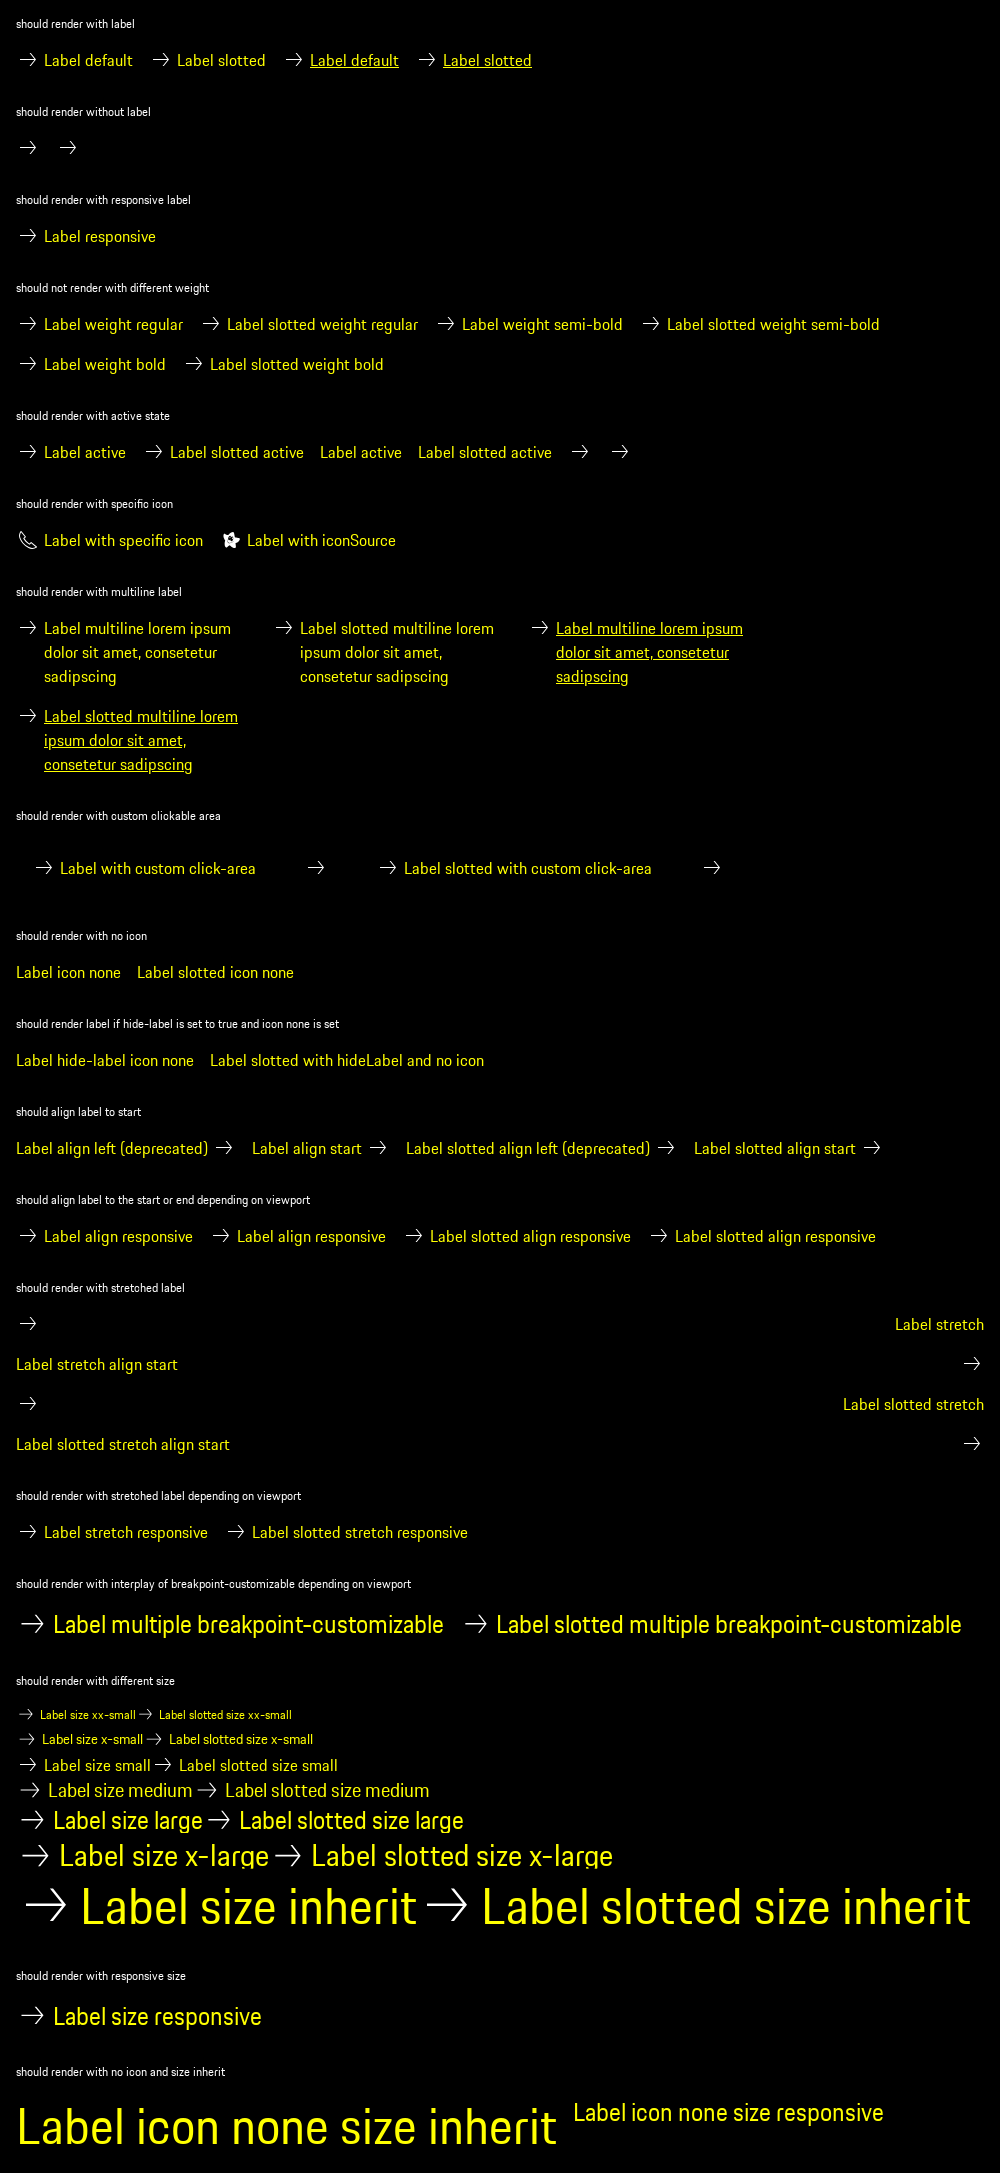 should render with label
Label default Label slotted Label default Label slotted
should render without label
should render with responsive label
Label responsive
should not render with different weight
Label weight regular Label slotted weight regular Label weight semi-bold Label slotted weight semi-bold
Label weight bold Label slotted weight bold
should render with active state
Label active Label slotted active Label active Label slotted active
should render with specific icon
Label with specific icon Label with iconSource
should render with multiline label
Label multiline lorem ipsum Label slotted multiline lorem Label multiline lorem ipsum
dolor sit amet, consetetur ipsum dolor sit amet, dolor sit amet, consetetur
sadipscing consetetur sadipscing sadipscing
Label slotted multiline lorem
ipsum dolor sit amet,
consetetur sadipscing
should render with custom clickable area
Label with custom click-area Label slotted with custom click-area
should render with no icon
Label icon none Label slotted icon none
should render label if hide-label is set to true and icon none is set
Label hide-label icon none Label slotted with hideLabel and no icon
should align label to start
Label align left (deprecated) Label align start Label slotted align left (deprecated) Label slotted align start
should align label to the start or end depending on viewport
Label align responsive Label align responsive Label slotted align responsive Label slotted align responsive
should render with stretched label
Label stretch
Label stretch align start
Label slotted stretch
Label slotted stretch align start
should render with stretched label depending on viewport
Label stretch responsive Label slotted stretch responsive
should render with interplay of breakpoint-customizable depending on viewport
Label multiple breakpoint-customizable Label slotted multiple breakpoint-customizable
should render with different size
Label size xx-small Label slotted size xx-small
Label size x-small Label slotted size x-small
Label size small Label slotted size small
Label size medium Label slotted size medium
Label size large Label slotted size large
Label size x-large Label slotted size x-large
Label size inherit Label slotted size inherit
should render with responsive size
Label size responsive
should render with no icon and size inherit
Label icon none size inherit Label icon none size responsive